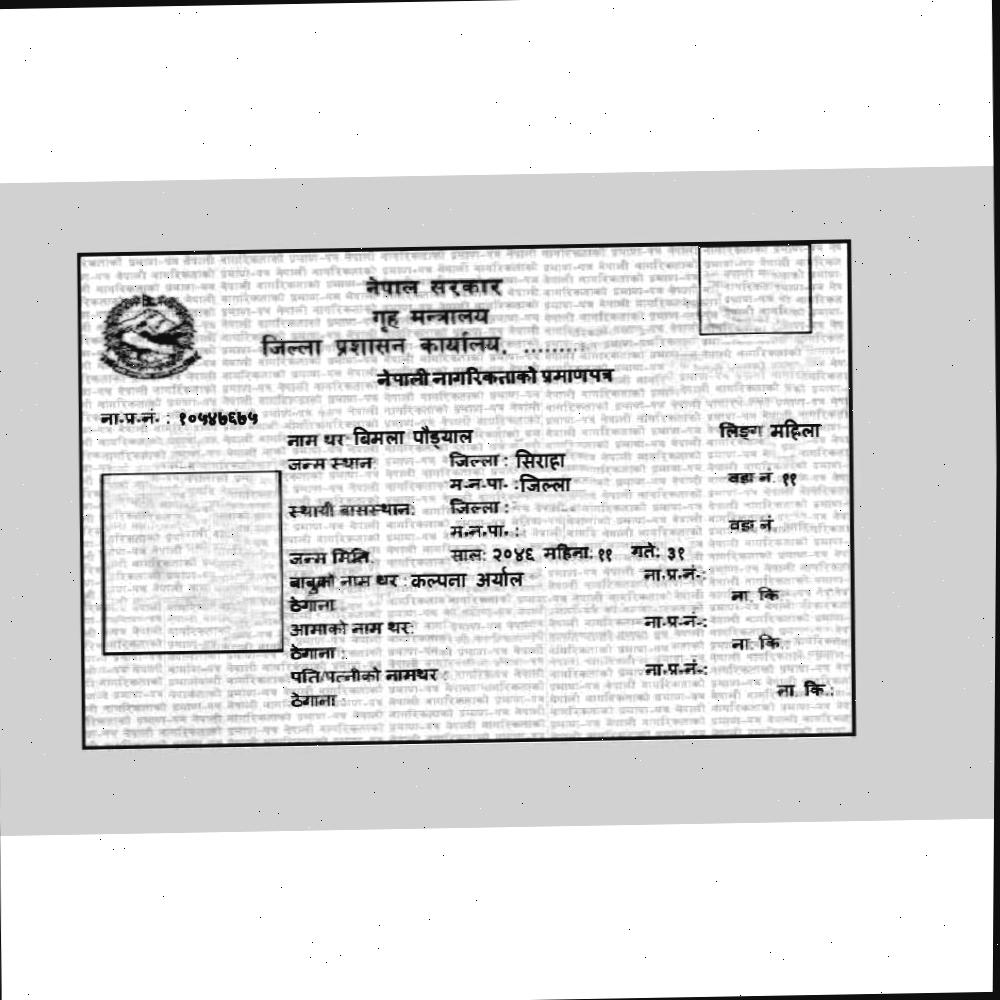 नेपाल सरकार
गृह मन्त्रालय
जिल्ला प्रशासन कार्यालय, .........
नेपाली नागरिकताको प्रमाणपत्र
ना.प्र.नं. : १०५४७६७५
नाम थर: बिमला पौड्याल लिङ्ग महिला
जन्म स्थान: जिल्ला : सिराहा
म.न.पा. :जिल्ला वडा नं. ११
स्थायी बासस्थान: जिल्ला :
म.न.पा. : वडा नं.
जन्म मिति: साल: २०४६ महिना: ११ गते: ३१
बाबुको नाम थर : कल्पना अर्याल ना.प्र.नं.:
ठेगाना : ना. कि.
आमाको नाम थर: ना.प्र.नं.:
ठेगाना : ना. कि.
पति/पत्नीको नामथर : ना.प्र.नं.:
ठेगाना : ना. कि.: